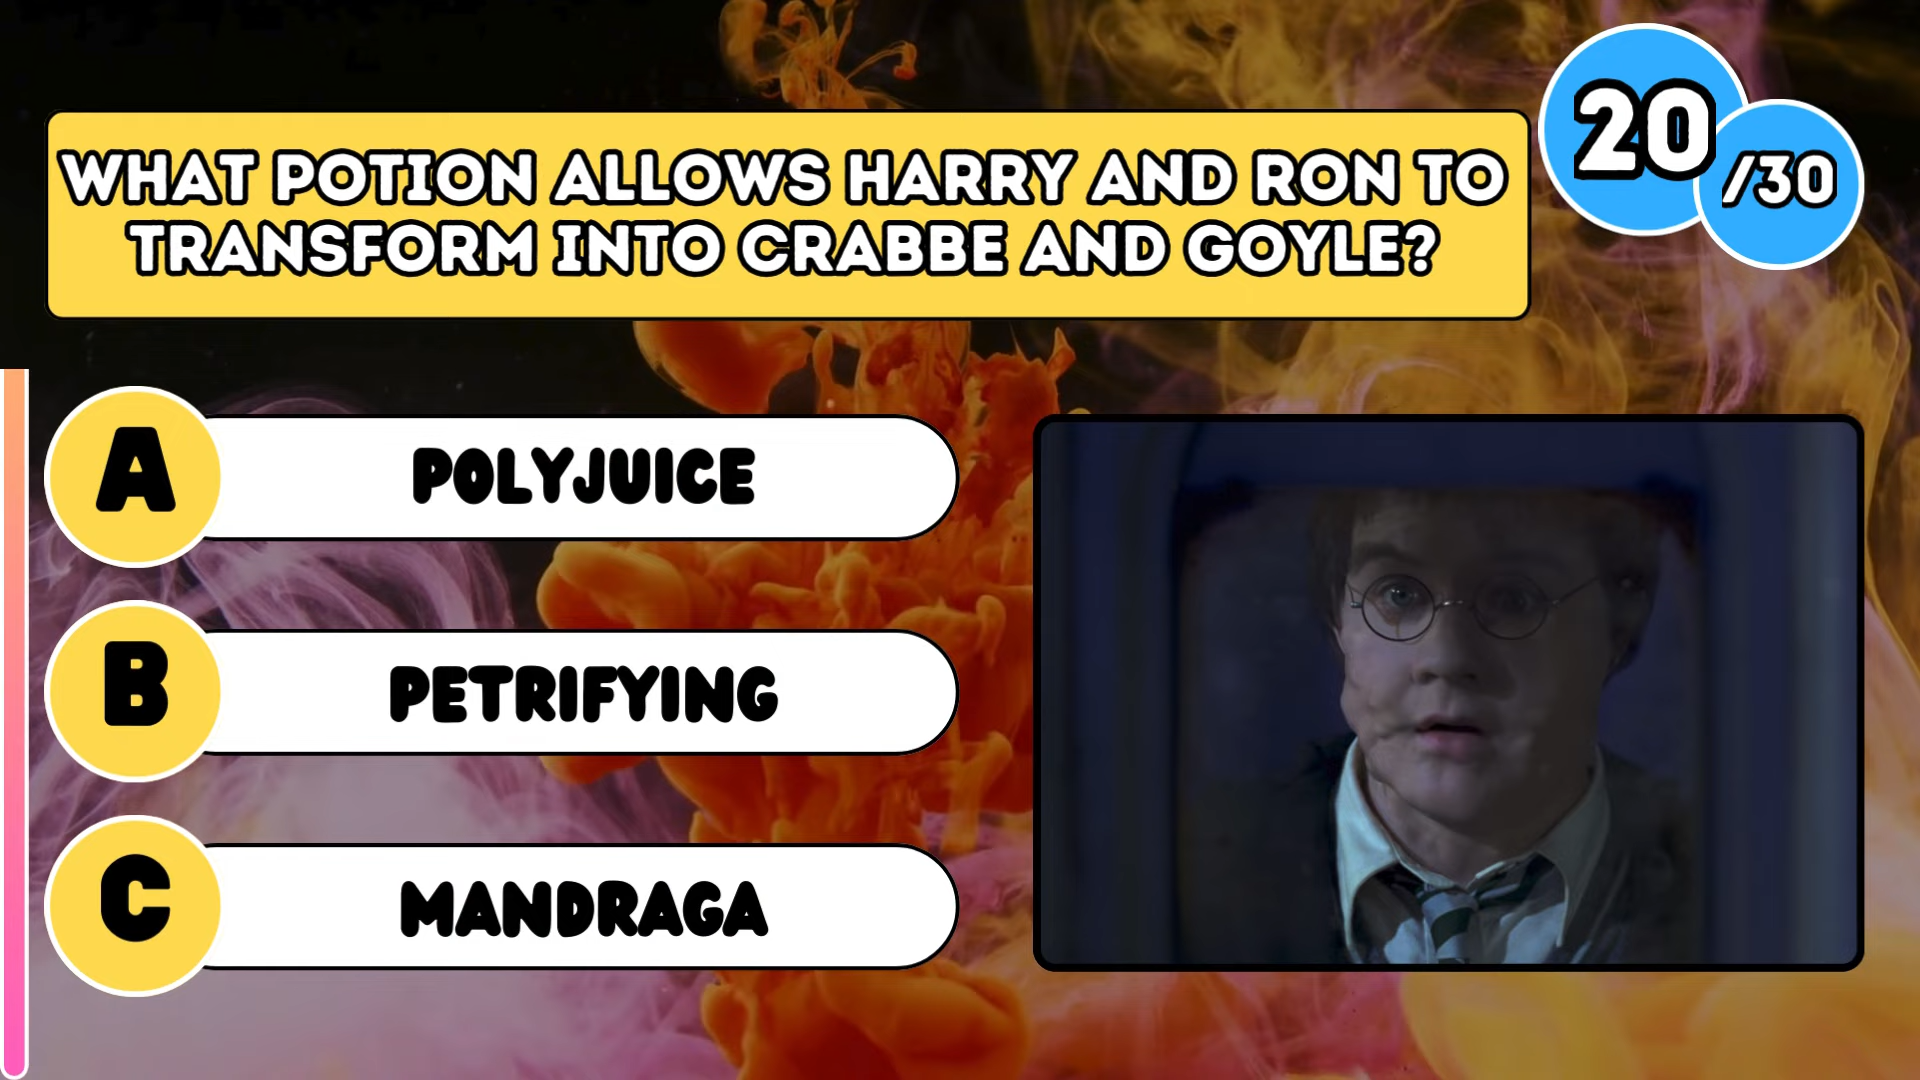 WHAT POTION ALLOWS HARRY AND RON TO
TRANSFORM INTO CRABBE AND GOYLE?
20
/30
A
POLYJUICE
B
PETRIFYING
C
MANDRAGA